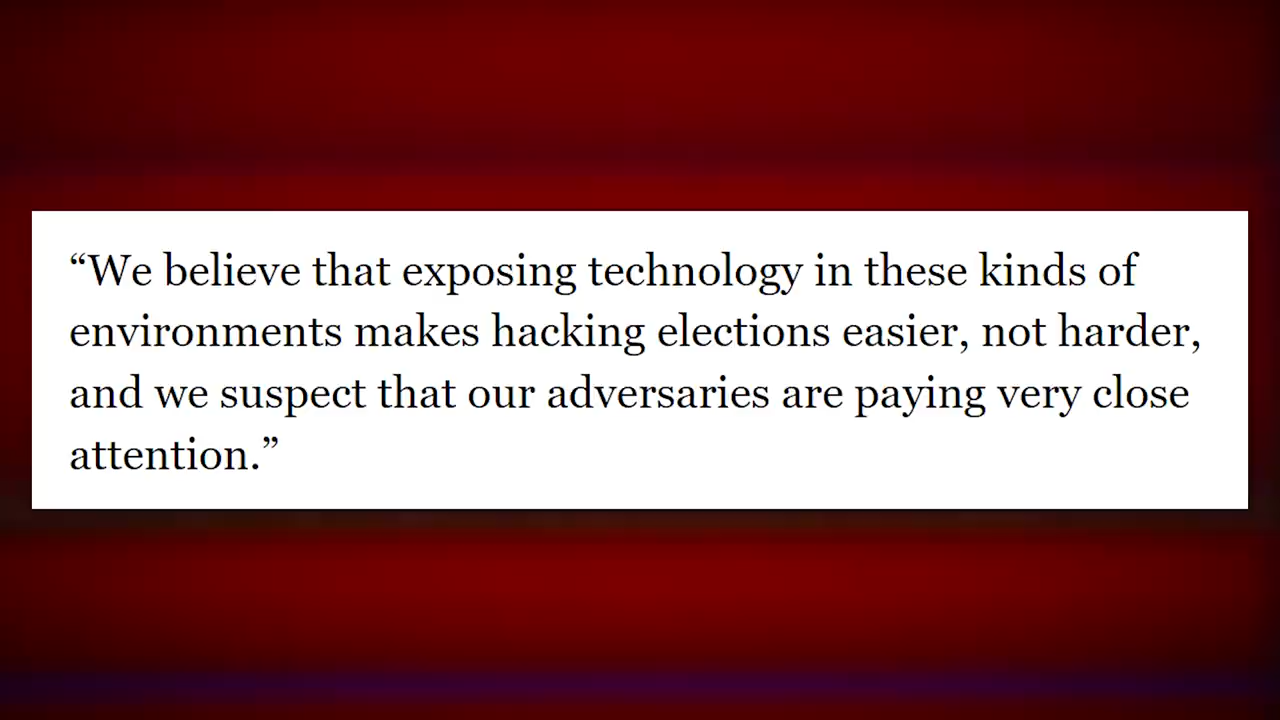 “We believe that exposing technology in these kinds of
environments makes hacking elections easier, not harder,
and we suspect that our adversaries are paying very close
attention.”